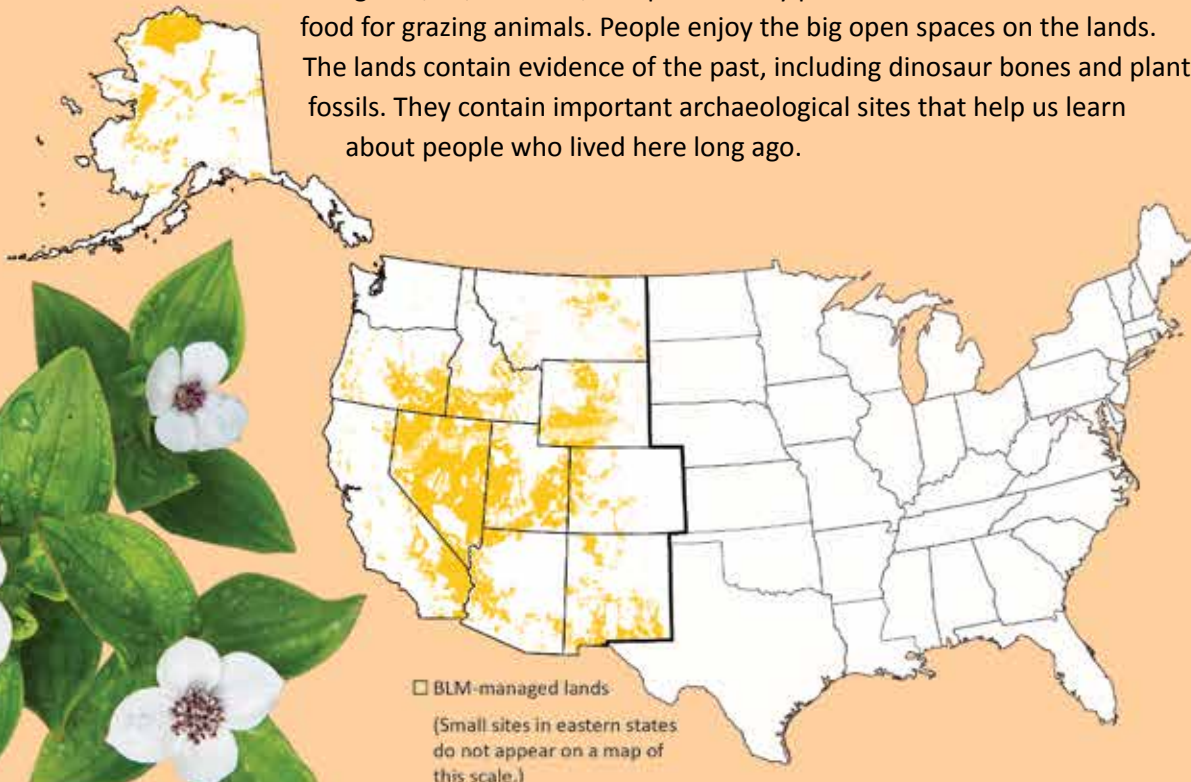 food for grazing animals. People enjoy the big open spaces on the lands.
The lands contain evidence of the past, including dinosaur bones and plant
fossils. They contain important archaeological sites that help us learn
about people who lived here long ago.
BLM-managed lands
(Small sites in eastern states
do not appear on a map of
this scale.)